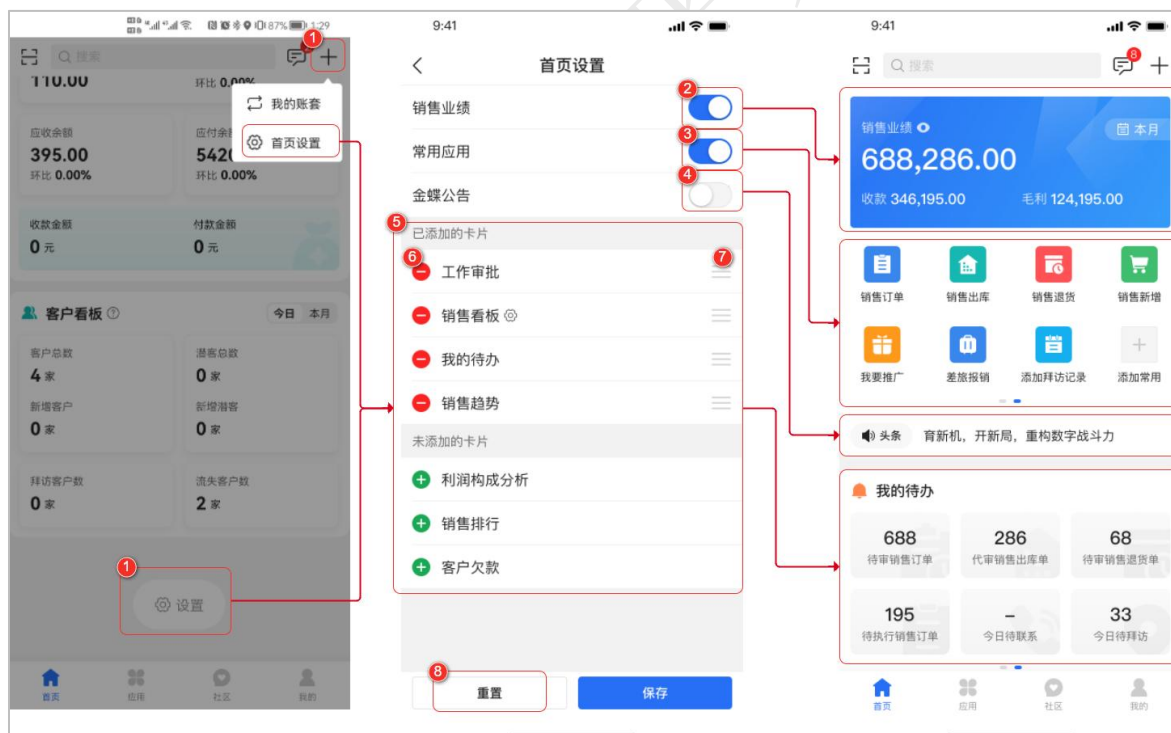 87% 1:29
1
搜索
110.00
环比 0.00%
我的账套
首页设置
应收余额
395.00
环比 0.00%
环比 0.00%
收款金额
0 元
付款金额
0 元
客户看板
今日 本月
客户总数
4 家
潜客总数
0 家
新增客户
0 家
新增潜客
0 家
拜访客户数
0 家
流失客户数
2 家
1
设置
首页
应用
社区
我的
9:41
首页设置
2
销售业绩
3
常用应用
4
金蝶公告
5
已添加的卡片
6
工作审批
7
销售看板
我的待办
销售趋势
未添加的卡片
利润构成分析
销售排行
客户欠款
8
重置
保存
9:41
搜索
8
销售业绩
本月
688,286.00
收款 346,195.00
毛利 124,195.00
销售订单
销售出库
销售退货
销售新增
我要推广
差旅报销
添加拜访记录
添加常用
头条 育新机，开新局，重构数字战斗力
我的待办
688
待审销售订单
286
代审销售出库单
68
待审销售退货单
195
待执行销售订单
–
今日待联系
33
今日待拜访
首页
应用
社区
我的